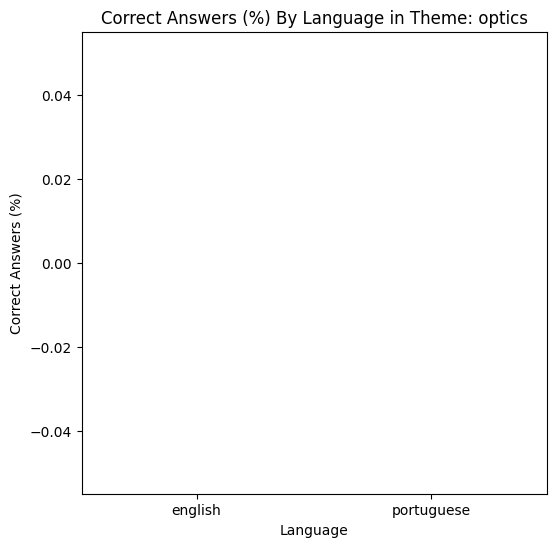 Correct Answers (%) By Language in Theme: optics
0.04
0.02
0.00
−0.02
−0.04
Correct Answers (%)
english
portuguese
Language